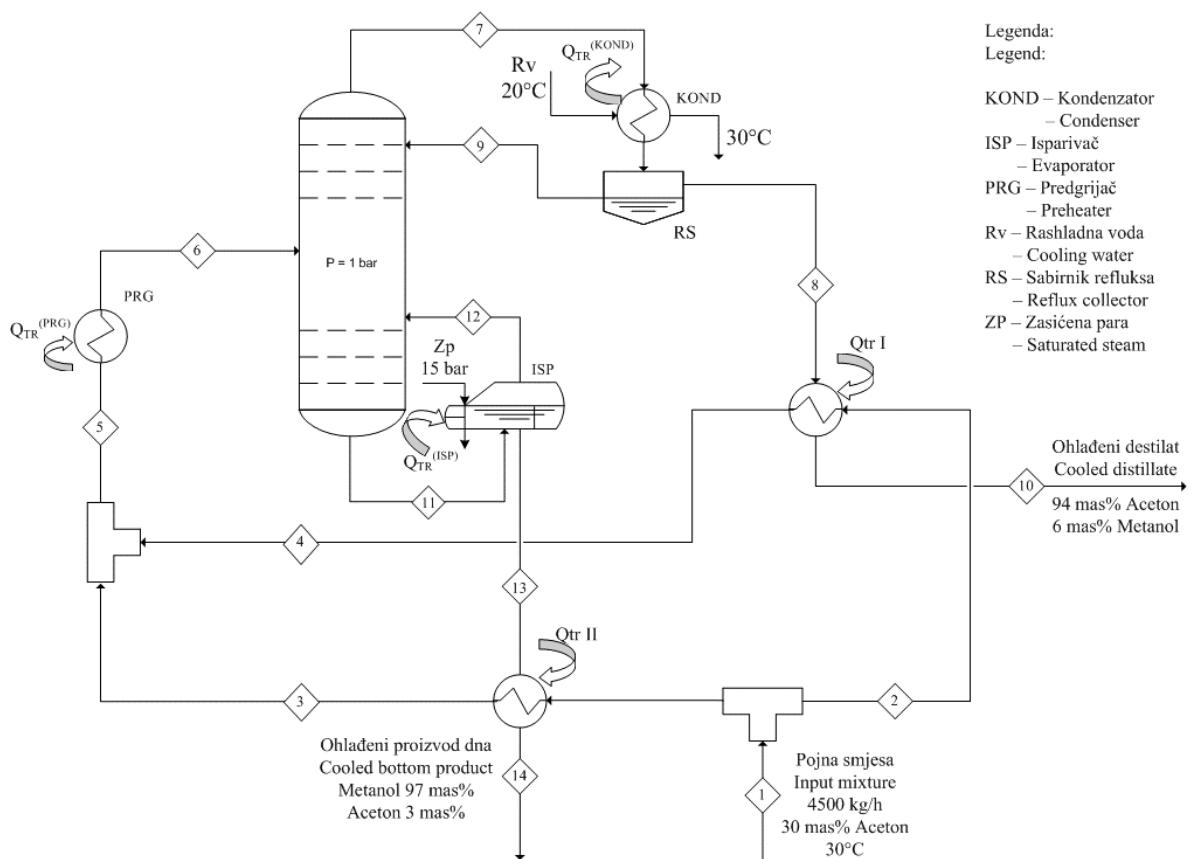 7
Q_TR^(KOND)
Rv
20°C
KOND
30°C
9
RS
6
P = 1 bar
PRG
Q_TR^(PRG)
12
Zp
15 bar
ISP
Q_TR^(ISP)
8
Qtr I
5
11
4
10
Ohlađeni destilat
Cooled distillate
94 mas% Aceton
6 mas% Metanol
13
Qtr II
3
2
Ohlađeni proizvod dna
Cooled bottom product
Metanol 97 mas%
Aceton 3 mas%
14
1
Pojna smjesa
Input mixture
4500 kg/h
30 mas% Aceton
30°C
Legenda:
Legend:
KOND – Kondenzator
– Condenser
ISP – Isparivač
– Evaporator
PRG – Predgrijač
– Preheater
Rv – Rashladna voda
– Cooling water
RS – Sabirnik refluksa
– Reflux collector
ZP – Zasićena para
– Saturated steam